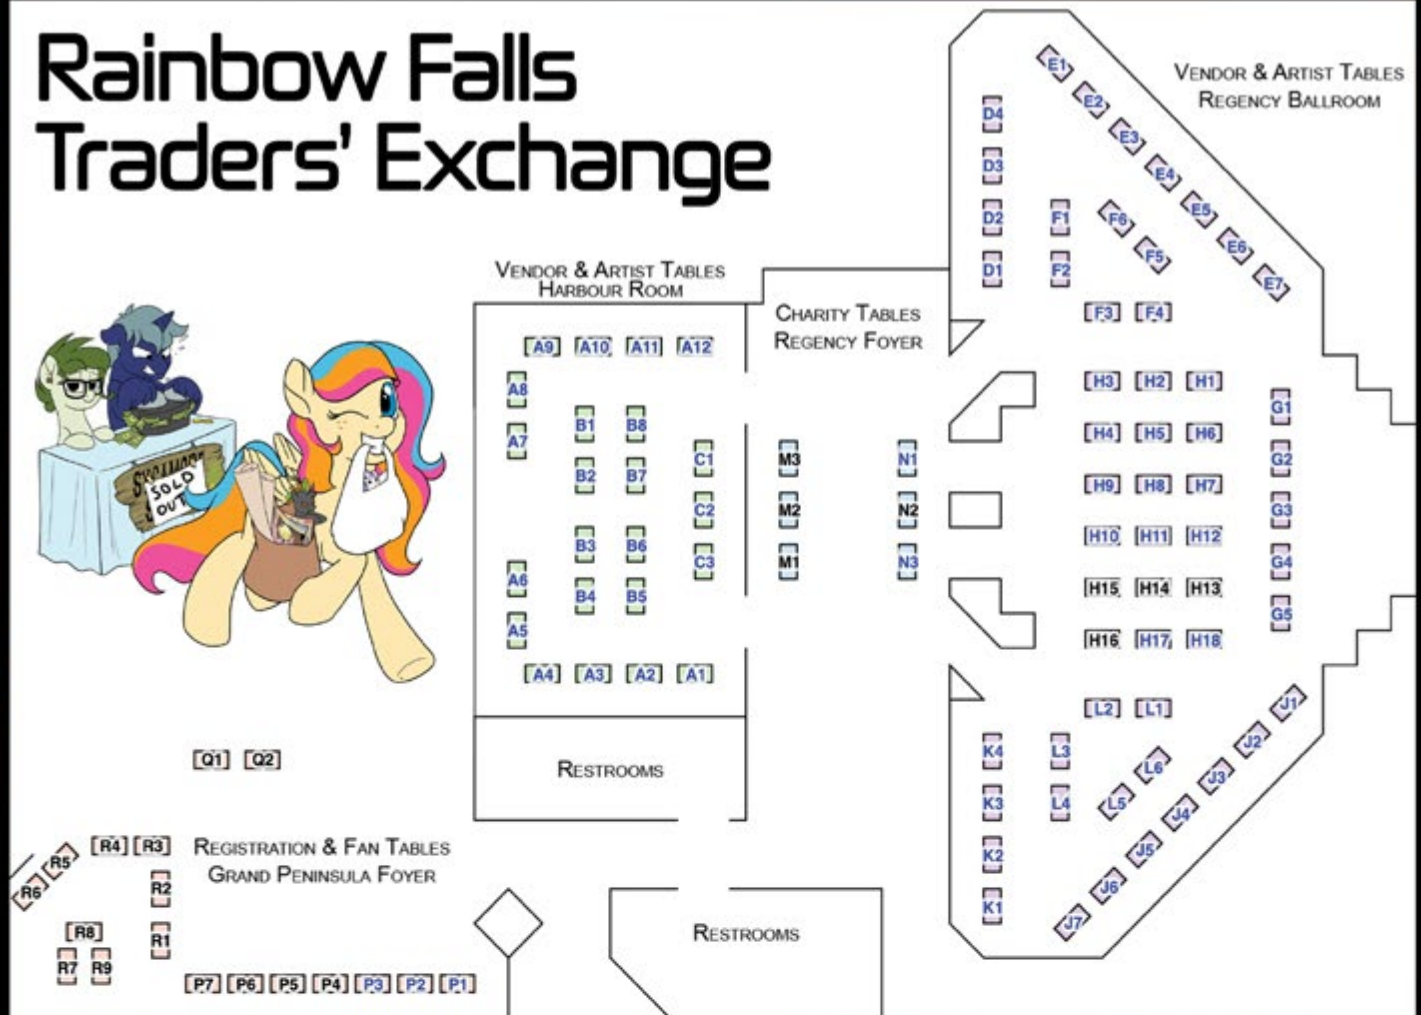 Rainbow Falls
Traders' Exchange
VENDOR & ARTIST TABLES
REGENCY BALLROOM
E1
E2
E3
E4
E5
E6
E7
D4
D3
D2
D1
F1
F2
F6
F5
F3 F4
VENDOR & ARTIST TABLES
HARBOUR ROOM
CHARITY TABLES
REGENCY FOYER
A9 A10 A11 A12
A8
A7
A6
A5
A4 A3 A2 A1
B1 B8
B2 B7
B3 B6
B4 B5
C1
C2
C3
M3 N1
M2 N2
M1 N3
H3 H2 H1
H4 H5 H6
H9 H8 H7
H10 H11 H12
H15 H14 H13
H16 H17 H18
G1
G2
G3
G4
G5
SOLD
OUT
L2 L1
L3
L4
L6
L5
K4
K3
K2
K1
J1
J2
J3
J4
J5
J6
J7
RESTROOMS
Q1 Q2
REGISTRATION & FAN TABLES
GRAND PENINSULA FOYER
R4 R3
R5
R6
R2
R1
R8
R7 R9
P7 P6 P5 P4 P3 P2 P1
RESTROOMS